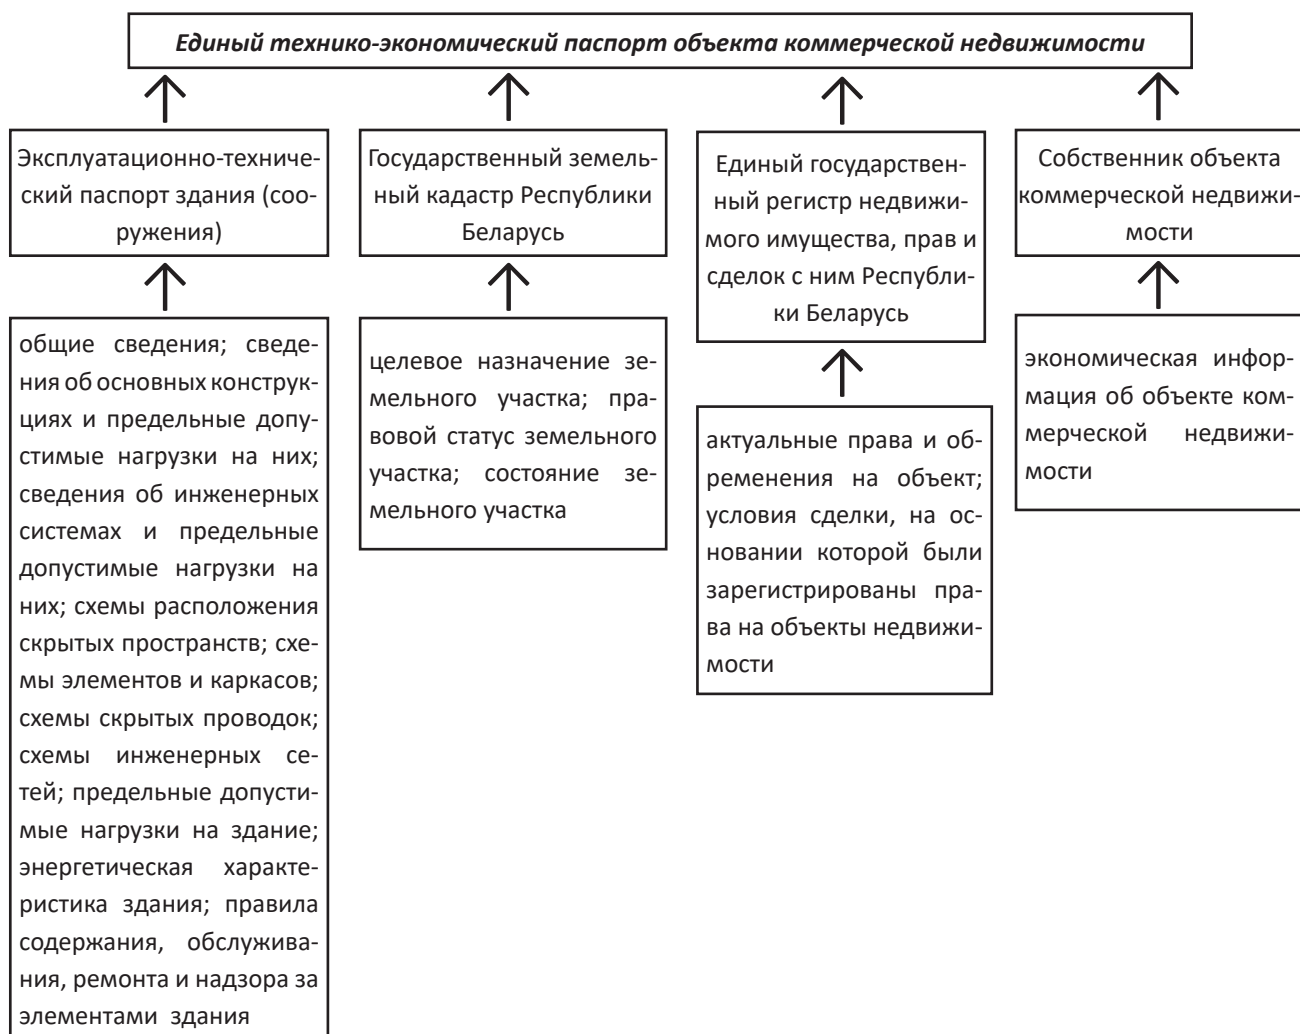 Единый технико-экономический паспорт объекта коммерческой недвижимости
Эксплуатационно-техниче-
ский паспорт здания (соо-
ружения)
Государственный земель-
ный кадастр Республики
Беларусь
Единый государствен-
ный регистр недвижи-
мого имущества, прав и
сделок с ним Республи-
ки Беларусь
Собственник объекта
коммерческой недвижи-
мости
общие сведения; сведе-
ния об основных конструк-
циях и предельные допу-
стимые нагрузки на них;
сведения об инженерных
системах и предельные
допустимые нагрузки на
них; схемы расположения
скрытых пространств; схе-
мы элементов и каркасов;
схемы скрытых проводок;
схемы инженерных се-
тей; предельные допусти-
мые нагрузки на здание;
энергетическая характе-
ристика здания; правила
содержания, обслужива-
ния, ремонта и надзора за
элементами здания
целевое назначение зе-
мельного участка; пра-
вовой статус земельного
участка; состояние зе-
мельного участка
актуальные права и об-
ременения на объект;
условия сделки, на ос-
новании которой были
зарегистрированы пра-
ва на объекты недвижи-
мости
экономическая инфор-
мация об объекте ком-
мерческой недвижи-
мости